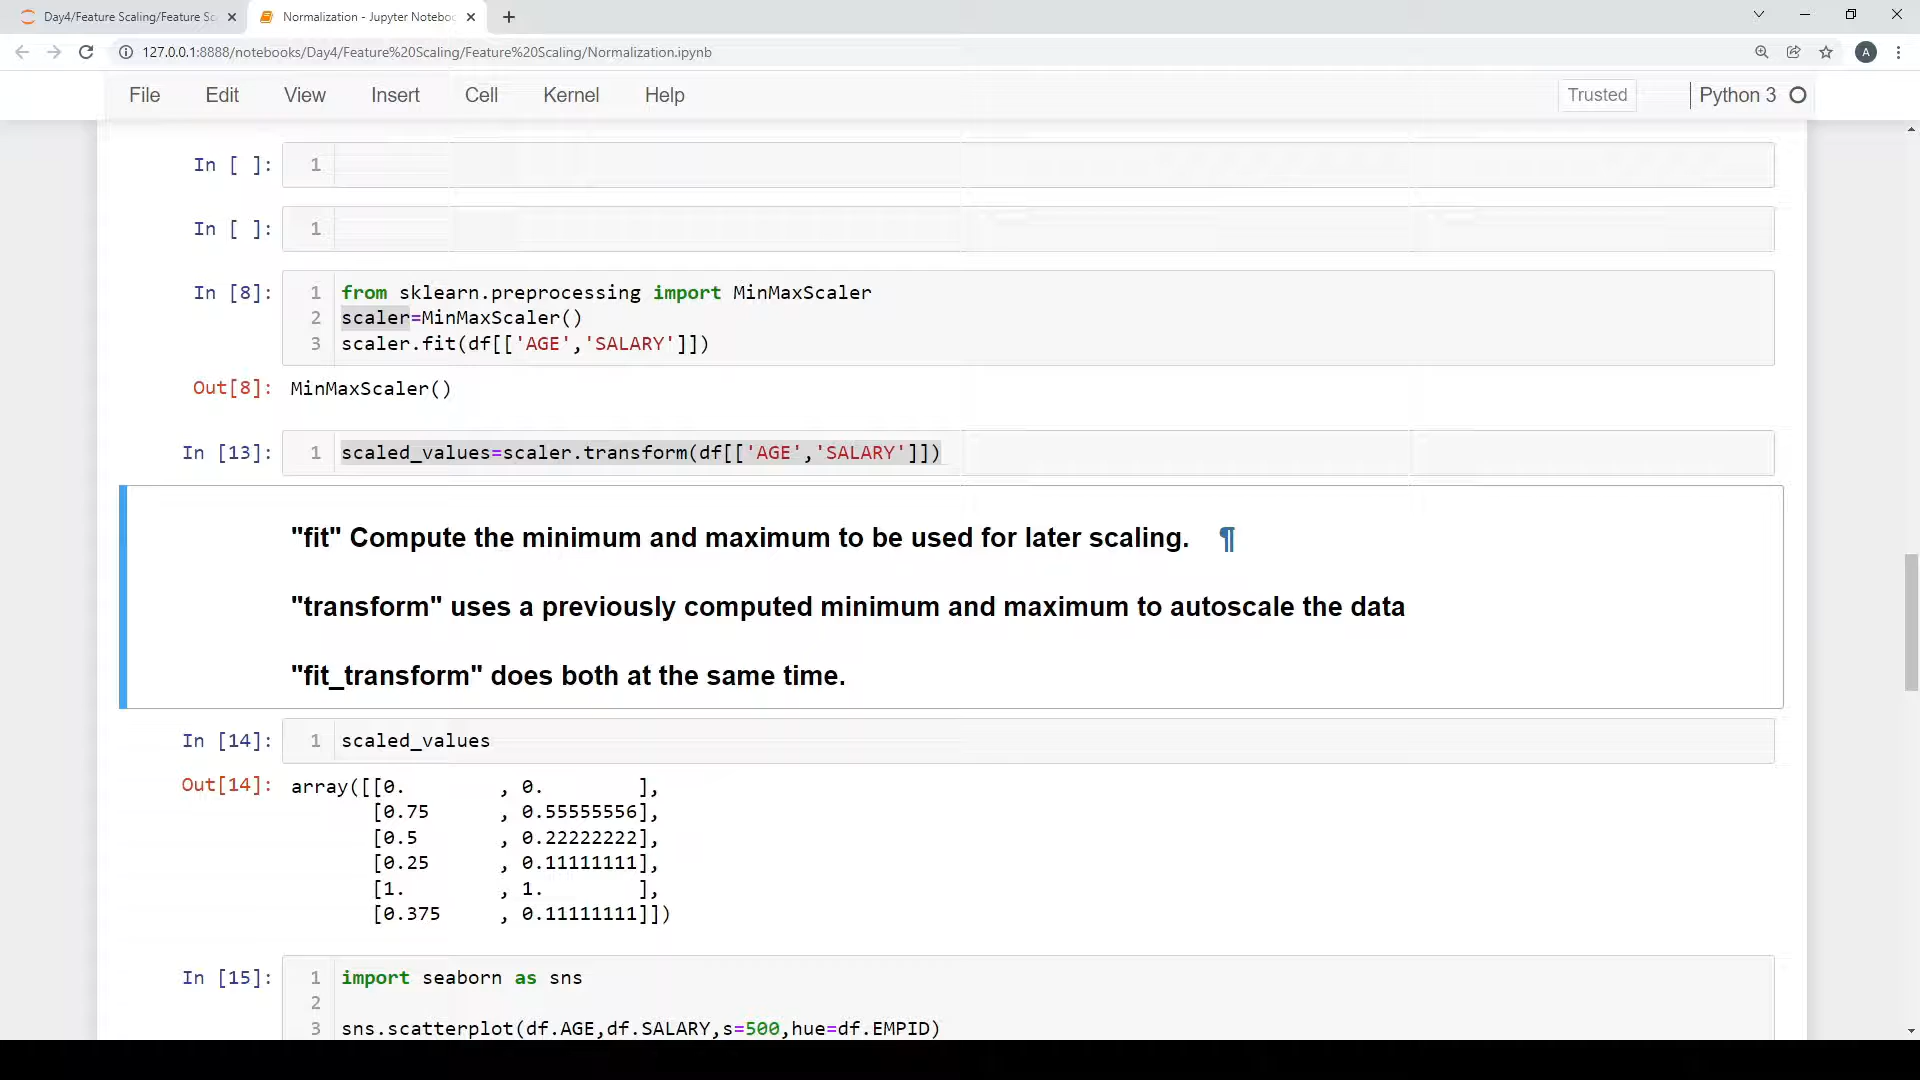 Day4/Feature Scaling/Feature Sc
Normalization - Jupyter Noteboo
127.0.0.1:8888/notebooks/Day4/Feature%20Scaling/Feature%20Scaling/Normalization.ipynb
A
File Edit View Insert Cell Kernel Help Trusted Python 3
In [ ]: 1
In [ ]: 1
In [8]: 1 from sklearn.preprocessing import MinMaxScaler
2 scaler=MinMaxScaler()
3 scaler.fit(df[['AGE','SALARY']])
Out[8]: MinMaxScaler()
In [13]: 1 scaled_values=scaler.transform(df[['AGE','SALARY']])
"fit" Compute the minimum and maximum to be used for later scaling. ¶
"transform" uses a previously computed minimum and maximum to autoscale the data
"fit_transform" does both at the same time.
In [14]: 1 scaled_values
Out[14]: array([[0. , 0. ],
[0.75 , 0.55555556],
[0.5 , 0.22222222],
[0.25 , 0.11111111],
[1. , 1. ],
[0.375 , 0.11111111]])
In [15]: 1 import seaborn as sns
2
3 sns.scatterplot(df.AGE,df.SALARY,s=500,hue=df.EMPID)